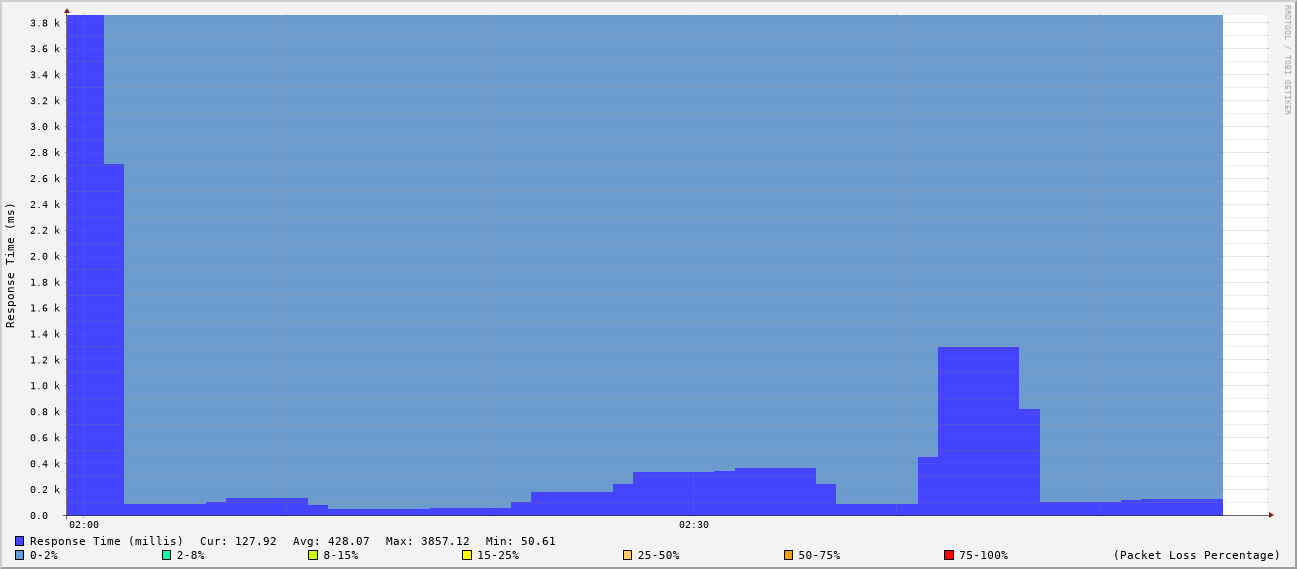 RRDTOOL / TOBI OETIKER
Response Time (ms)
3.8 k
3.6 k
3.4 k
3.2 k
3.0 k
2.8 k
2.6 k
2.4 k
2.2 k
2.0 k
1.8 k
1.6 k
1.4 k
1.2 k
1.0 k
0.8 k
0.6 k
0.4 k
0.2 k
0.0
02:00 02:30
Response Time (millis) Cur: 127.92 Avg: 428.07 Max: 3857.12 Min: 50.61
0-2% 2-8% 8-15% 15-25% 25-50% 50-75% 75-100% (Packet Loss Percentage)